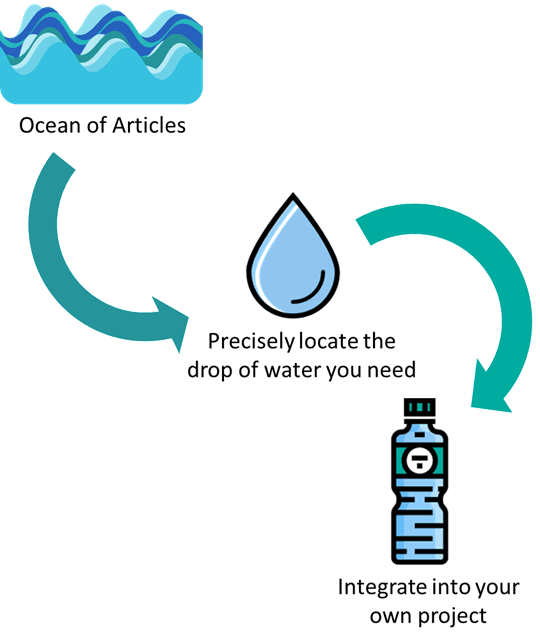 Ocean of Articles
Precisely locate the
drop of water you need
Integrate into your
own project